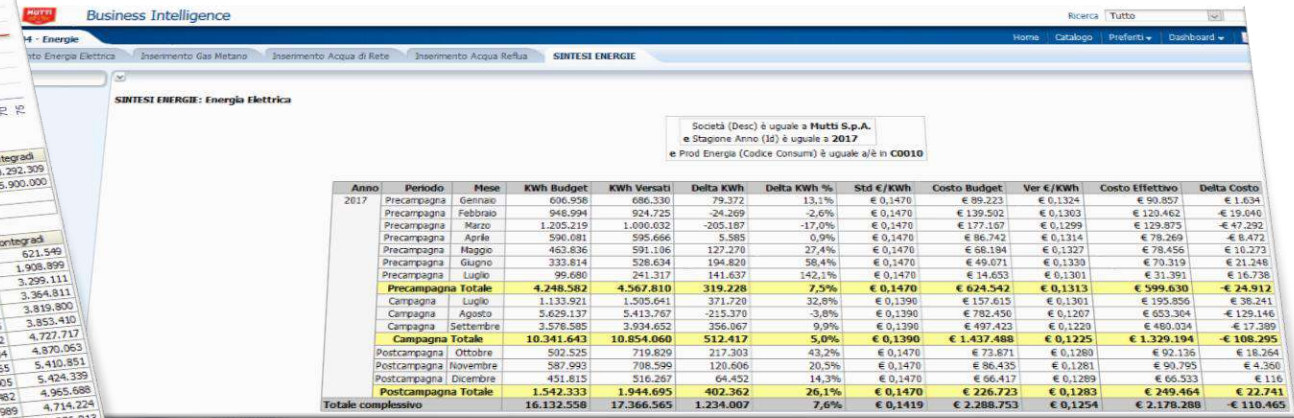 MUTTI
Business Intelligence
Ricerca Tutto
- Energie
Home Catalogo Preferiti Dashboard
Energia Elettrica Inserimento Gas Metano Inserimento Acqua di Rete Inserimento Acqua Reflua SINTESI ENERGIE
SINTESI ENERGIE: Energia Elettrica
Società (Desc) è uguale a Mutti S.p.A.
e Stagione Anno (Id) è uguale a 2017
e Prod Energia (Codice Consumi) è uguale a/è in C0010
Anno Periodo Mese KWh Budget KWh Versati Delta KWh Delta KWh % Std €/KWh Costo Budget Ver €/KWh Costo Effettivo Delta Costo
2017 Precampagna Gennaio 606.958 686.330 79.372 13,1% € 0,1470 € 89.223 € 0,1324 € 90.857 € 1.634
Precampagna Febbraio 948.994 924.725 -24.269 -2,6% € 0,1470 € 139.502 € 0,1303 € 120.462 -€ 19.040
Precampagna Marzo 1.205.219 1.000.032 -205.187 -17,0% € 0,1470 € 177.167 € 0,1299 € 129.875 -€ 47.292
Precampagna Aprile 590.081 595.666 5.585 0,9% € 0,1470 € 86.742 € 0,1314 € 78.269 -€ 8.472
Precampagna Maggio 463.836 591.106 127.270 27,4% € 0,1470 € 68.184 € 0,1327 € 78.456 € 10.273
Precampagna Giugno 333.814 528.634 194.820 58,4% € 0,1470 € 49.071 € 0,1330 € 70.319 € 21.248
Precampagna Luglio 99.680 241.317 141.637 142,1% € 0,1470 € 14.653 € 0,1301 € 31.391 € 16.738
Precampagna Totale 4.248.582 4.567.810 319.228 7,5% € 0,1470 € 624.542 € 0,1313 € 599.630 -€ 24.912
Campagna Luglio 1.133.921 1.505.641 371.720 32,8% € 0,1390 € 157.615 € 0,1301 € 195.856 € 38.241
Campagna Agosto 5.629.137 5.413.767 -215.370 -3,8% € 0,1390 € 782.450 € 0,1207 € 653.304 -€ 129.146
Campagna Settembre 3.578.585 3.934.652 356.067 9,9% € 0,1390 € 497.423 € 0,1220 € 480.034 -€ 17.389
Campagna Totale 10.341.643 10.854.060 512.417 5,0% € 0,1390 € 1.437.488 € 0,1225 € 1.329.194 -€ 108.295
Postcampagna Ottobre 502.525 719.829 217.303 43,2% € 0,1470 € 73.871 € 0,1280 € 92.136 € 18.264
Postcampagna Novembre 587.993 708.599 120.606 20,5% € 0,1470 € 86.435 € 0,1281 € 90.795 € 4.360
Postcampagna Dicembre 451.815 516.267 64.452 14,3% € 0,1470 € 66.417 € 0,1289 € 66.533 € 116
Postcampagna Totale 1.542.333 1.944.695 402.362 26,1% € 0,1470 € 226.723 € 0,1283 € 249.464 € 22.741
Totale complessivo 16.132.558 17.366.565 1.234.007 7,6% € 0,1419 € 2.288.753 € 0,1254 € 2.178.288 -€ 110.465
70 75
.292.309
5.900.000
621.549
1.908.899
3.299.111
3.364.811
3.819.800
3.853.410
4.727.717
4.870.063
5.410.851
5.424.339
4.965.688
4.714.224